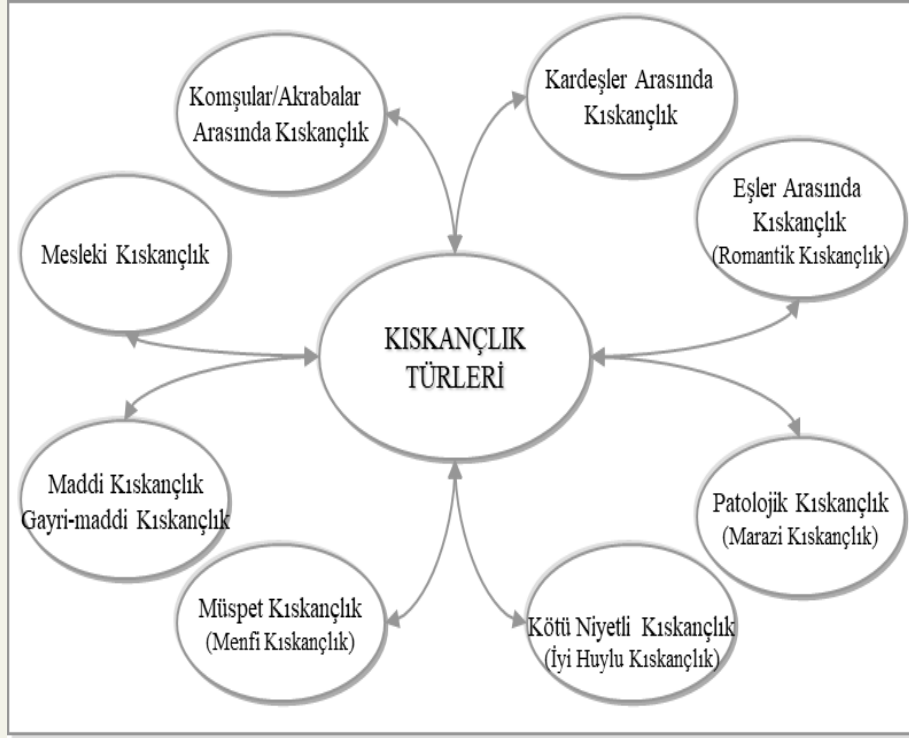 Komşular/Akrabalar
Arasında Kıskançlık
Kardeşler Arasında
Kıskançlık
Eşler Arasında
Kıskançlık
(Romantik Kıskançlık)
Mesleki Kıskançlık
KISKANÇLIK
TÜRLERİ
Maddi Kıskançlık
Gayri-maddi Kıskançlık
Patolojik Kıskançlık
(Marazi Kıskançlık)
Müspet Kıskançlık
(Menfi Kıskançlık)
Kötü Niyetli Kıskançlık
(İyi Huylu Kıskançlık)